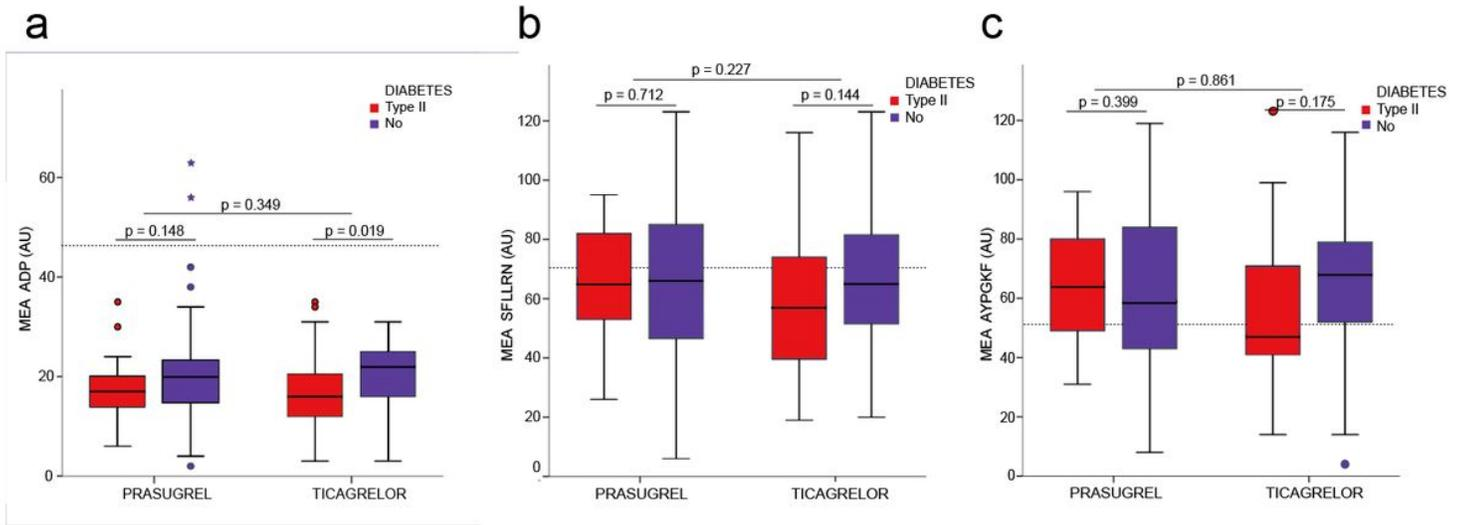 a
DIABETES
Type II
No
60
40
20
0
MEA ADP (AU)
p = 0.349
p = 0.148
p = 0.019
PRASUGREL
TICAGRELOR
b
DIABETES
Type II
No
120
100
80
60
40
20
0
MEA SFLLRN (AU)
p = 0.227
p = 0.712
p = 0.144
PRASUGREL
TICAGRELOR
c
DIABETES
Type II
No
120
100
80
60
40
20
0
MEA AYPGKF (AU)
p = 0.861
p = 0.399
p = 0.175
PRASUGREL
TICAGRELOR